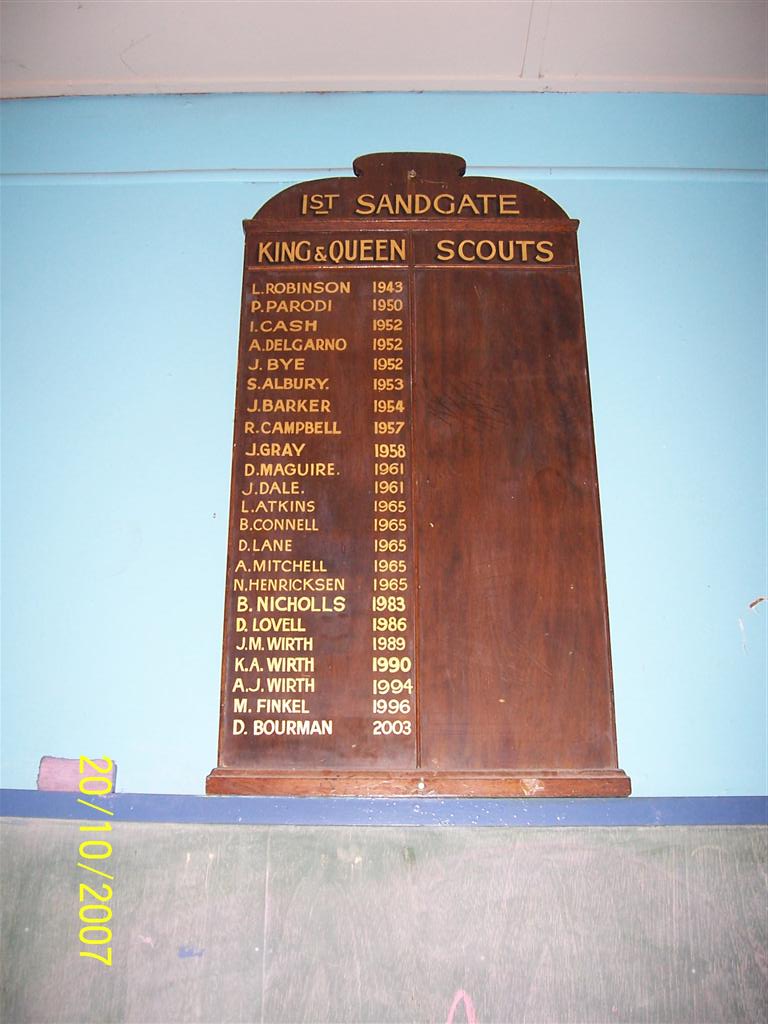 1ST SANDGATE
KING & QUEEN SCOUTS
L. ROBINSON 1943
P. PARODI 1950
I. CASH 1952
A. DELGARNO 1952
J. BYE 1952
S. ALBURY. 1953
J. BARKER 1954
R. CAMPBELL 1957
J. GRAY 1958
D. MAGUIRE. 1961
J. DALE. 1961
L. ATKINS 1965
B. CONNELL 1965
D. LANE 1965
A. MITCHELL 1965
N. HENRICKSEN 1965
B. NICHOLLS 1983
D. LOVELL 1986
J.M. WIRTH 1989
K.A. WIRTH 1990
A.J. WIRTH 1994
M. FINKEL 1996
D. BOURMAN 2003
20/10/2007